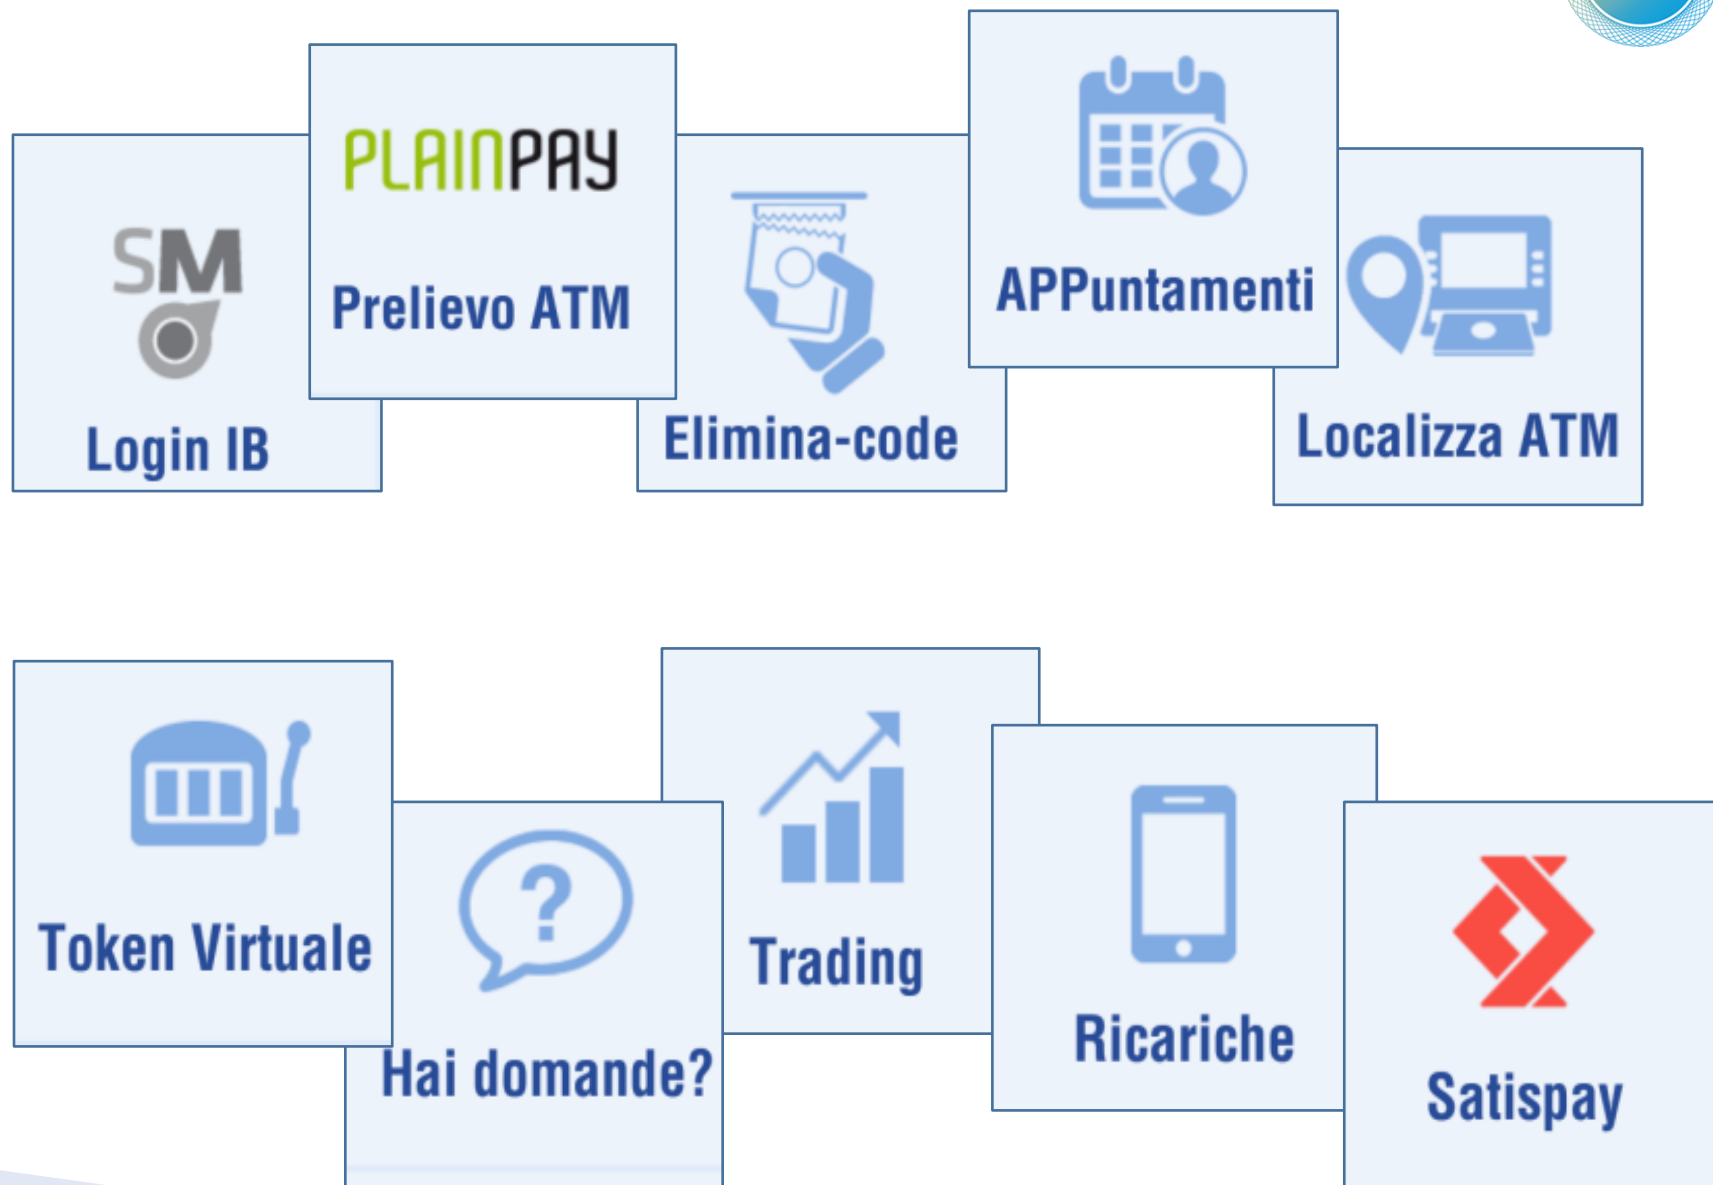 SM
Login IB
PLAINPAY
Prelievo ATM
Elimina-code
APPuntamenti
Localizza ATM
Token Virtuale
?
Hai domande?
Trading
Ricariche
Satispay